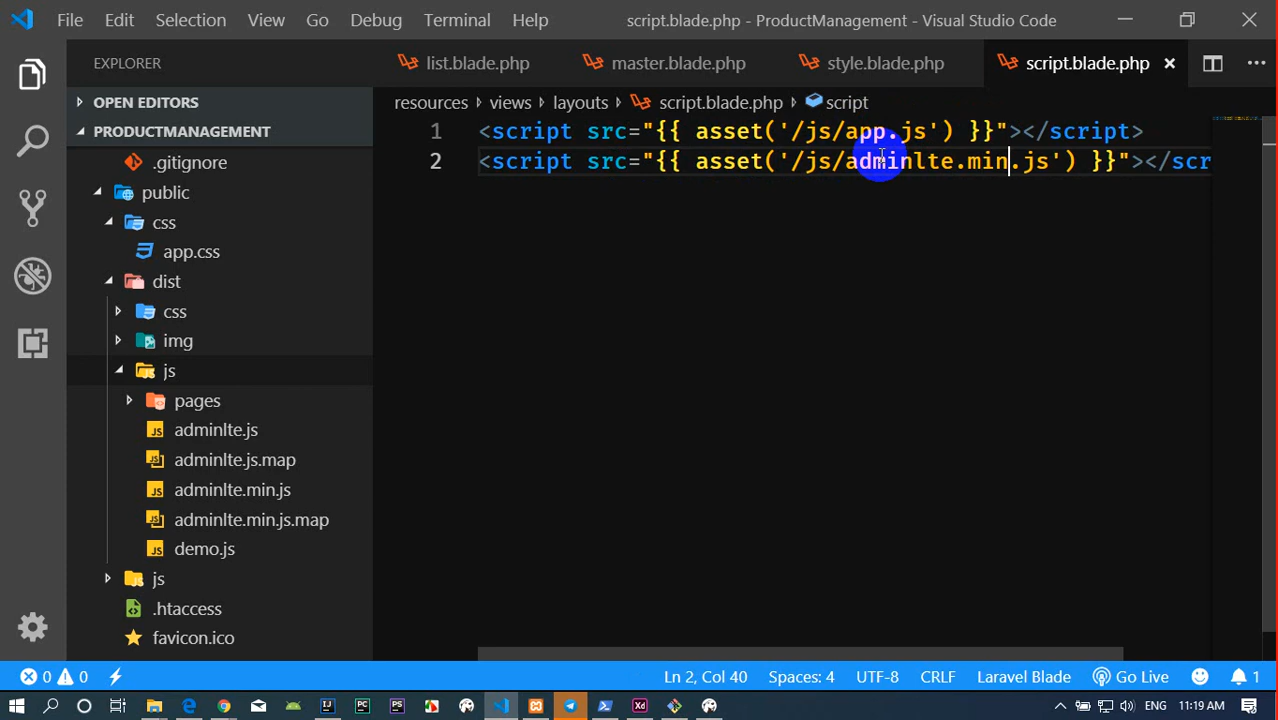 File Edit Selection View Go Debug Terminal Help script.blade.php - ProductManagement - Visual Studio Code
EXPLORER
list.blade.php master.blade.php style.blade.php script.blade.php
OPEN EDITORS
resources › views › layouts › script.blade.php › script
PRODUCTMANAGEMENT
1 <script src="{{ asset('/js/app.js') }}"></script>
2 <script src="{{ asset('/js/adminlte.min.js') }}"></scr
.gitignore
public
css
app.css
dist
css
img
js
pages
adminlte.js
adminlte.js.map
adminlte.min.js
adminlte.min.js.map
demo.js
js
.htaccess
favicon.ico
0 0 Ln 2, Col 40 Spaces: 4 UTF-8 CRLF Laravel Blade Go Live 1
ENG 11:19 AM